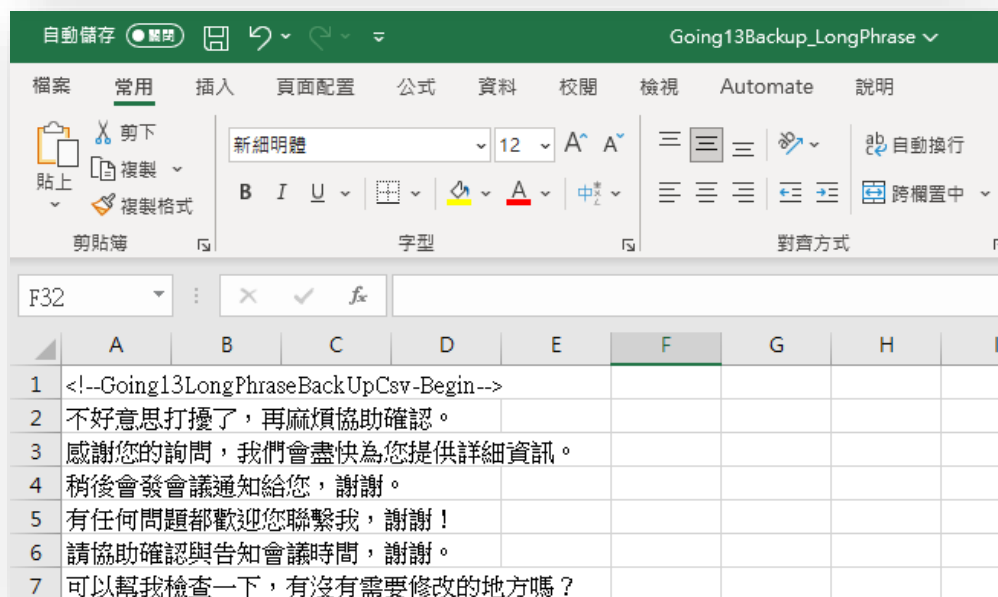 自動儲存 關閉 Going13Backup_LongPhrase
檔案 常用 插入 頁面配置 公式 資料 校閱 檢視 Automate 說明
貼上 剪下 複製 複製格式
新細明體 12 A A
B I U A 中
ab 自動換行
跨欄置中
剪貼簿 字型 對齊方式
F32 fx
A B C D E F G H
1 <!--Going13LongPhraseBackUpCsv-Begin-->
2 不好意思打擾了，再麻煩協助確認。
3 感謝您的詢問，我們會盡快為您提供詳細資訊。
4 稍後會發會議通知給您，謝謝。
5 有任何問題都歡迎您聯繫我，謝謝！
6 請協助確認與告知會議時間，謝謝。
7 可以幫我檢查一下，有沒有需要修改的地方嗎？